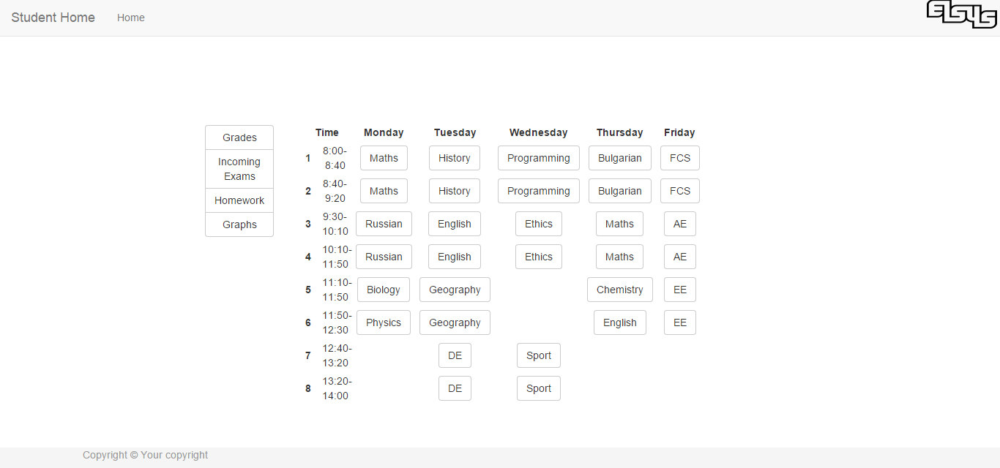 Student Home Home ELSYS
Grades
Incoming
Exams
Homework
Graphs
Time Monday Tuesday Wednesday Thursday Friday
1 8:00-
8:40 Maths History Programming Bulgarian FCS
2 8:40-
9:20 Maths History Programming Bulgarian FCS
3 9:30-
10:10 Russian English Ethics Maths AE
4 10:10-
11:50 Russian English Ethics Maths AE
5 11:10-
11:50 Biology Geography Chemistry EE
6 11:50-
12:30 Physics Geography English EE
7 12:40-
13:20 DE Sport
8 13:20-
14:00 DE Sport
Copyright © Your copyright